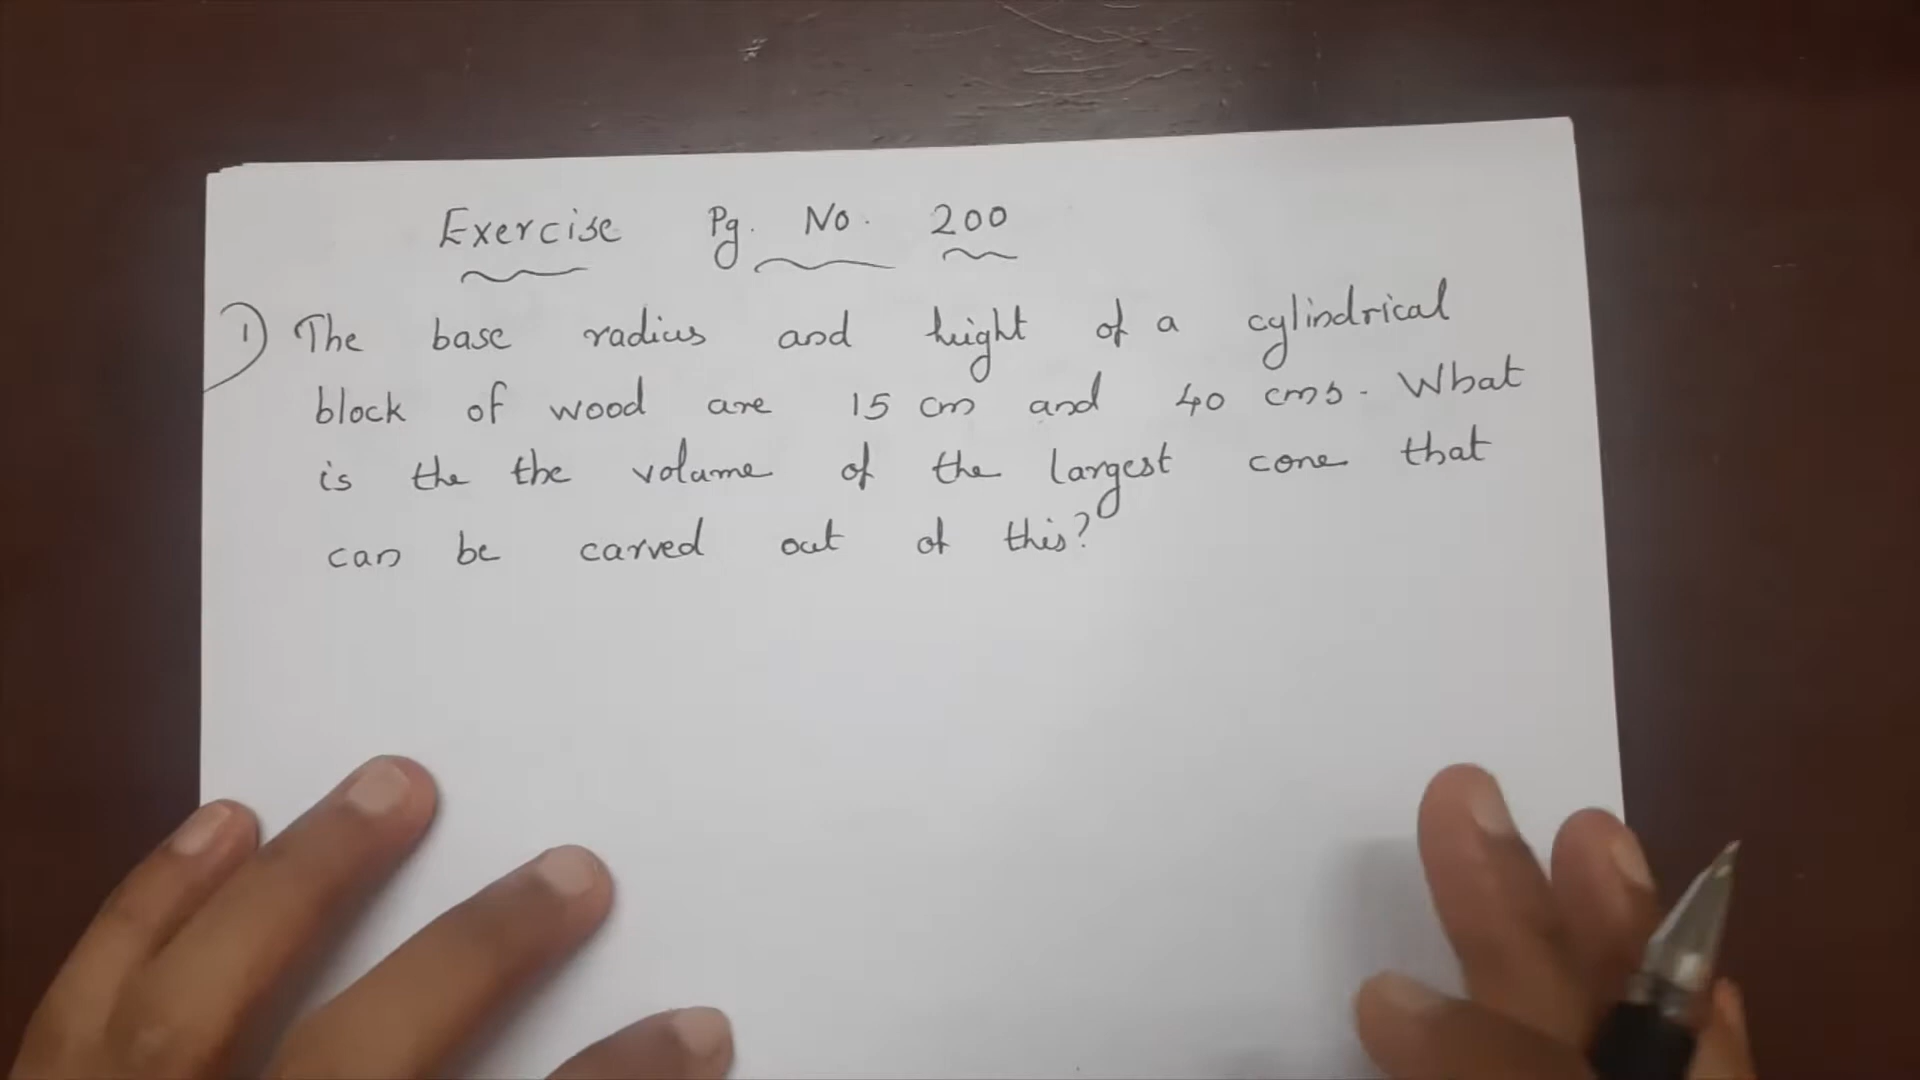 Exercise Pg. No. 200
1) The base radius and height of a cylindrical
block of wood are 15 cm and 40 cms. What
is the the volume of the largest cone that
can be carved out of this?